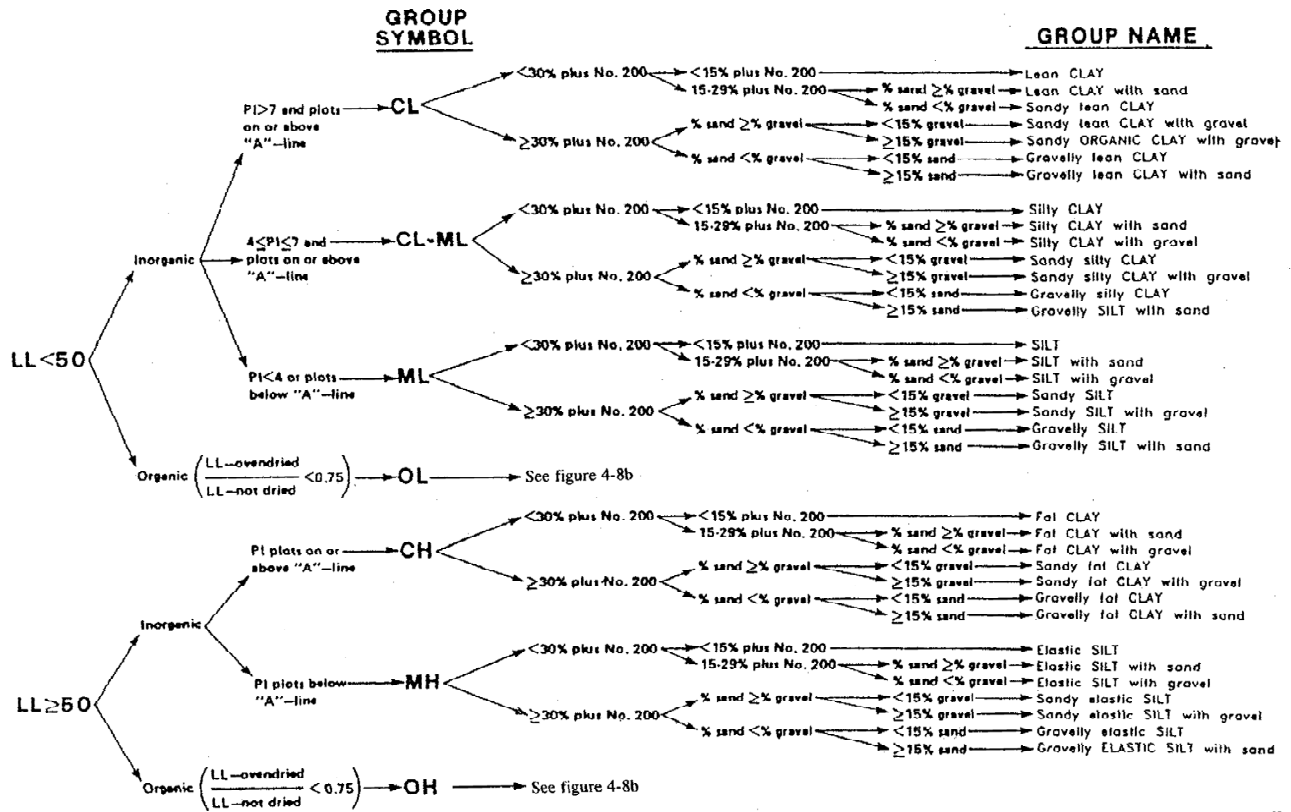 GROUP SYMBOL
GROUP NAME
LL<50
Inorganic
PI>7 and plots on or above "A"—line
CL
<30% plus No. 200
<15% plus No. 200
Lean CLAY
15-29% plus No. 200
% sand ≥% gravel
Lean CLAY with sand
% sand <% gravel
Sandy lean CLAY
≥30% plus No. 200
% sand ≥% gravel
<15% gravel
Sandy lean CLAY with gravel
≥15% gravel
Sandy ORGANIC CLAY with gravel
% sand <% gravel
<15% sand
Gravelly lean CLAY
≥15% sand
Gravelly lean CLAY with sand
4≤PI≤7 and plots on or above "A"—line
CL-ML
<30% plus No. 200
<15% plus No. 200
Silty CLAY
15-29% plus No. 200
% sand ≥% gravel
Silty CLAY with sand
% sand <% gravel
Silty CLAY with gravel
≥30% plus No. 200
% sand ≥% gravel
<15% gravel
Sandy silty CLAY
≥15% gravel
Sandy silty CLAY with gravel
% sand <% gravel
<15% sand
Gravelly silty CLAY
≥15% sand
Gravelly SILT with sand
PI<4 or plots below "A"—line
ML
<30% plus No. 200
<15% plus No. 200
SILT
15-29% plus No. 200
% sand ≥% gravel
SILT with sand
% sand <% gravel
SILT with gravel
≥30% plus No. 200
% sand ≥% gravel
<15% gravel
Sandy SILT
≥15% gravel
Sandy SILT with gravel
% sand <% gravel
<15% sand
Gravelly SILT
≥15% sand
Gravelly SILT with sand
Organic (LL—ovendried / LL—not dried <0.75)
OL
See figure 4-8b
LL≥50
Inorganic
PI plots on or above "A"—line
CH
<30% plus No. 200
<15% plus No. 200
Fat CLAY
15-29% plus No. 200
% sand ≥% gravel
Fat CLAY with sand
% sand <% gravel
Fat CLAY with gravel
≥30% plus No. 200
% sand ≥% gravel
<15% gravel
Sandy fat CLAY
≥15% gravel
Sandy fat CLAY with gravel
% sand <% gravel
<15% sand
Gravelly fat CLAY
≥15% sand
Gravelly fat CLAY with sand
PI plots below "A"—line
MH
<30% plus No. 200
<15% plus No. 200
Elastic SILT
15-29% plus No. 200
% sand ≥% gravel
Elastic SILT with sand
% sand <% gravel
Elastic SILT with gravel
≥30% plus No. 200
% sand ≥% gravel
<15% gravel
Sandy elastic SILT
≥15% gravel
Sandy elastic SILT with gravel
% sand <% gravel
<15% sand
Gravelly elastic SILT
≥15% sand
Gravelly ELASTIC SILT with sand
Organic (LL—ovendried / LL—not dried <0.75)
OH
See figure 4-8b